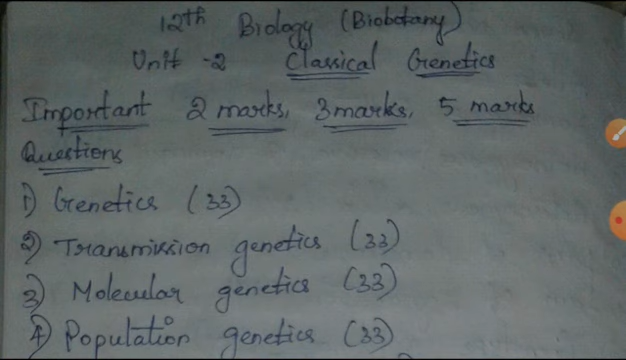 12th Biology (Biobotany)
Unit -2 Classical Genetics
Important 2 marks, 3 marks, 5 marks
Questions
1) Genetics (33)
2) Transmission genetics (33)
3) Molecular genetics (33)
4) Population genetics (33)